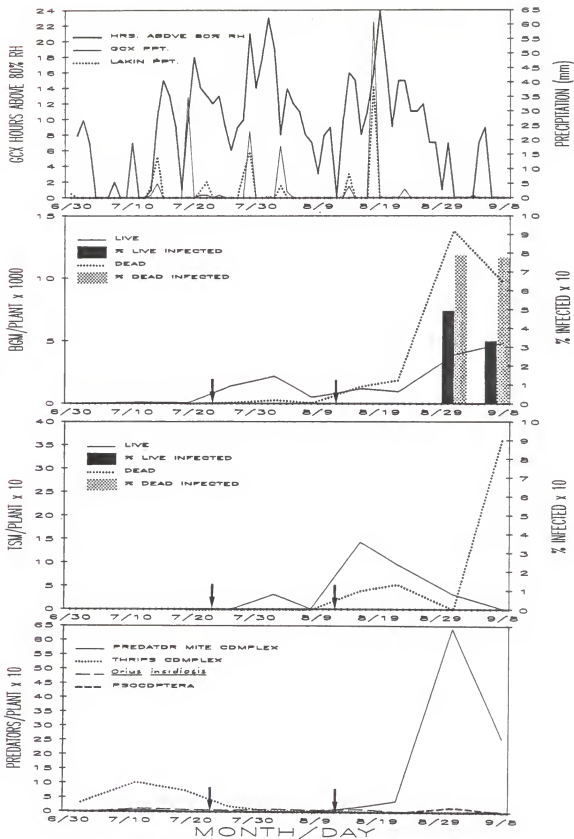 GCX HOURS ABOVE 80% RH
24
22
20
18
16
14
12
10
8
6
4
2
0
HRS. ABOVE 80% RH
GCX PPT.
LAKIN PPT.
65
60
55
50
45
40
35
30
25
20
15
10
5
0
PRECIPITATION (mm)
6/30 7/10 7/20 7/30 8/9 8/19 8/29 9/8
BGM/PLANT x 1000
15
10
5
0
LIVE
% LIVE INFECTED
DEAD
% DEAD INFECTED
10
9
8
7
6
5
4
3
2
1
0
% INFECTED x 10
6/30 7/10 7/20 7/30 8/9 8/19 8/29 9/8
TSM/PLANT x 10
40
35
30
25
20
15
10
5
0
LIVE
% LIVE INFECTED
DEAD
% DEAD INFECTED
10
9
8
7
6
5
4
3
2
1
0
% INFECTED x 10
6/30 7/10 7/20 7/30 8/9 8/19 8/29 9/8
PREDATORS/PLANT x 10
65
60
55
50
45
40
35
30
25
20
15
10
5
0
PREDATOR MITE COMPLEX
THRIPS COMPLEX
Orius insidiosis
PSOCOPTERA
6/30 7/10 7/20 7/30 8/9 8/19 8/29 9/8
MONTH/DAY